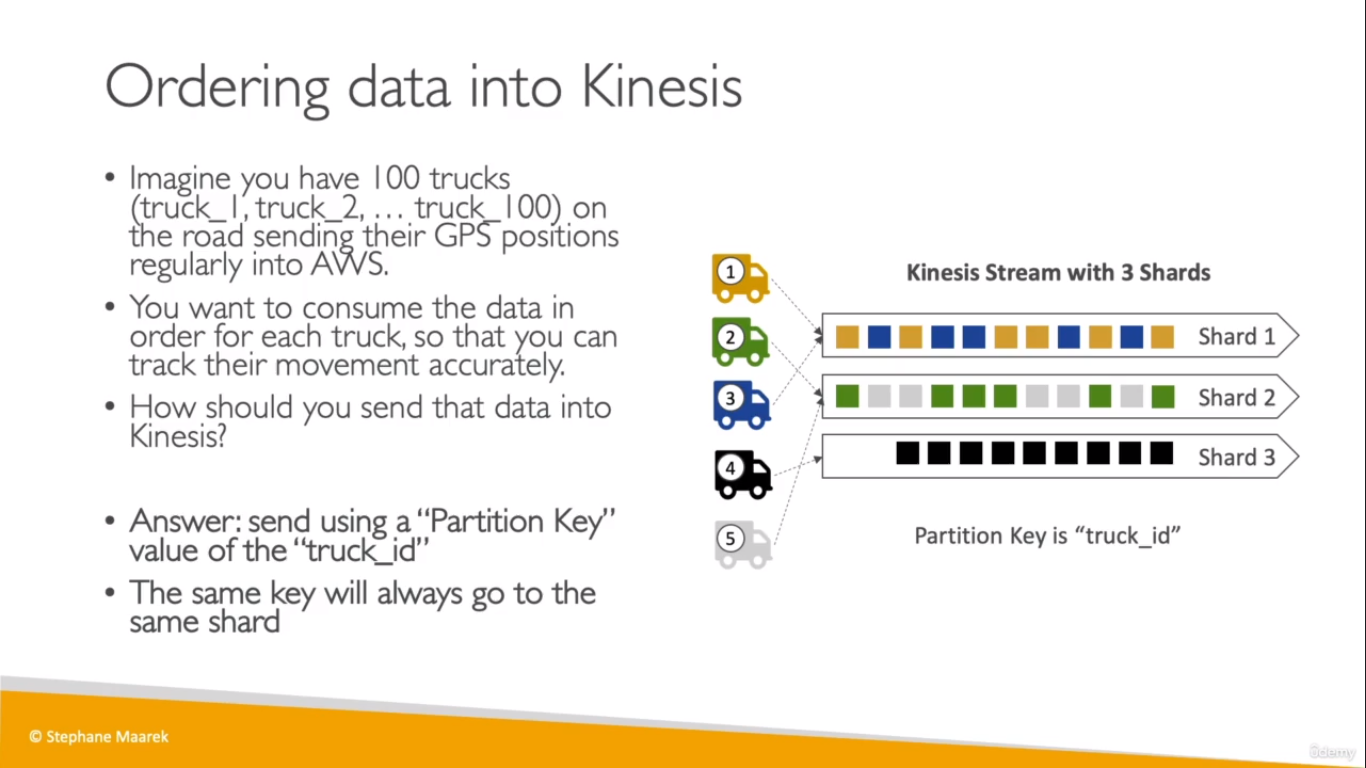 Ordering data into Kinesis
• Imagine you have 100 trucks
(truck_1, truck_2, … truck_100) on
the road sending their GPS positions
regularly into AWS.
• You want to consume the data in
order for each truck, so that you can
track their movement accurately.
• How should you send that data into
Kinesis?
• Answer: send using a “Partition Key”
value of the “truck_id”
• The same key will always go to the
same shard
1
2
3
4
5
Kinesis Stream with 3 Shards
Shard 1
Shard 2
Shard 3
Partition Key is “truck_id”
© Stephane Maarek
ûdemy